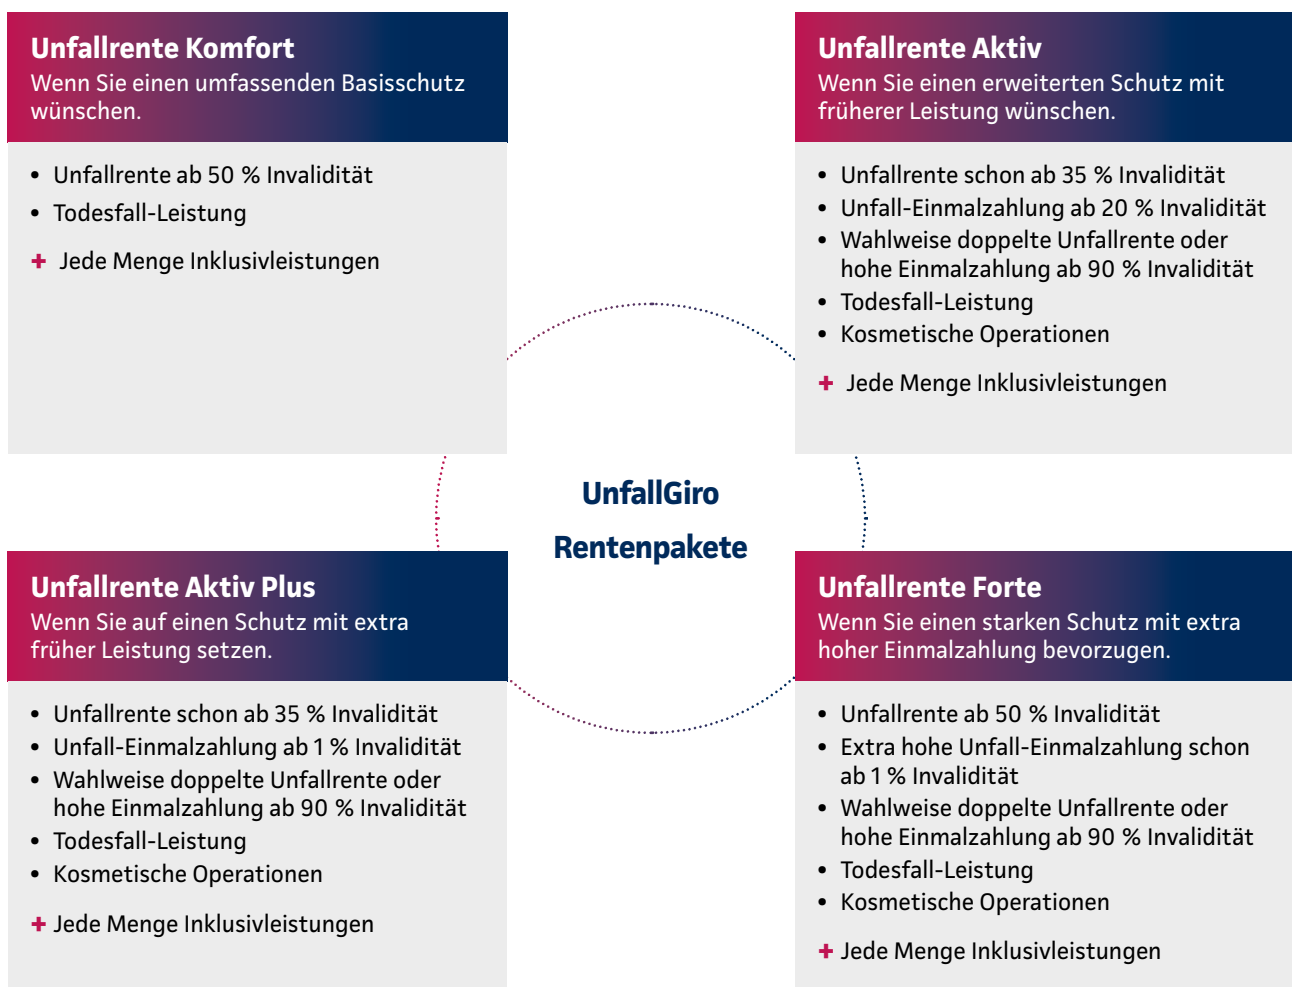 Unfallrente Komfort
Wenn Sie einen umfassenden Basisschutz
wünschen.
• Unfallrente ab 50 % Invalidität
• Todesfall-Leistung
+ Jede Menge Inklusivleistungen
Unfallrente Aktiv
Wenn Sie einen erweiterten Schutz mit
früherer Leistung wünschen.
• Unfallrente schon ab 35 % Invalidität
• Unfall-Einmalzahlung ab 20 % Invalidität
• Wahlweise doppelte Unfallrente oder
hohe Einmalzahlung ab 90 % Invalidität
• Todesfall-Leistung
• Kosmetische Operationen
+ Jede Menge Inklusivleistungen
UnfallGiro
Rentenpakete
Unfallrente Aktiv Plus
Wenn Sie auf einen Schutz mit extra
früher Leistung setzen.
• Unfallrente schon ab 35 % Invalidität
• Unfall-Einmalzahlung ab 1 % Invalidität
• Wahlweise doppelte Unfallrente oder
hohe Einmalzahlung ab 90 % Invalidität
• Todesfall-Leistung
• Kosmetische Operationen
+ Jede Menge Inklusivleistungen
Unfallrente Forte
Wenn Sie einen starken Schutz mit extra
hoher Einmalzahlung bevorzugen.
• Unfallrente ab 50 % Invalidität
• Extra hohe Unfall-Einmalzahlung schon
ab 1 % Invalidität
• Wahlweise doppelte Unfallrente oder
hohe Einmalzahlung ab 90 % Invalidität
• Todesfall-Leistung
• Kosmetische Operationen
+ Jede Menge Inklusivleistungen